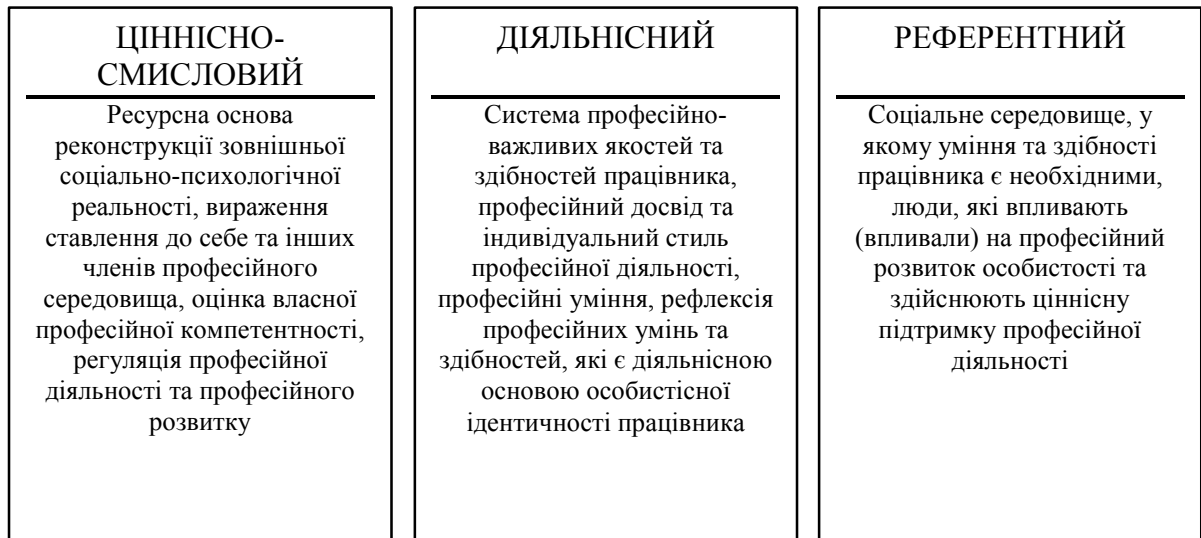 ЦІННІСНО-
СМИСЛОВИЙ
Ресурсна основа
реконструкції зовнішньої
соціально-психологічної
реальності, вираження
ставлення до себе та інших
членів професійного
середовища, оцінка власної
професійної компетентності,
регуляція професійної
діяльності та професійного
розвитку
ДІЯЛЬНІСНИЙ
Система професійно-
важливих якостей та
здібностей працівника,
професійний досвід та
індивідуальний стиль
професійної діяльності,
професійні уміння, рефлексія
професійних умінь та
здібностей, які є діяльнісною
основою особистісної
ідентичності працівника
РЕФЕРЕНТНИЙ
Соціальне середовище, у
якому уміння та здібності
працівника є необхідними,
люди, які впливають
(впливали) на професійний
розвиток особистості та
здійснюють ціннісну
підтримку професійної
діяльності